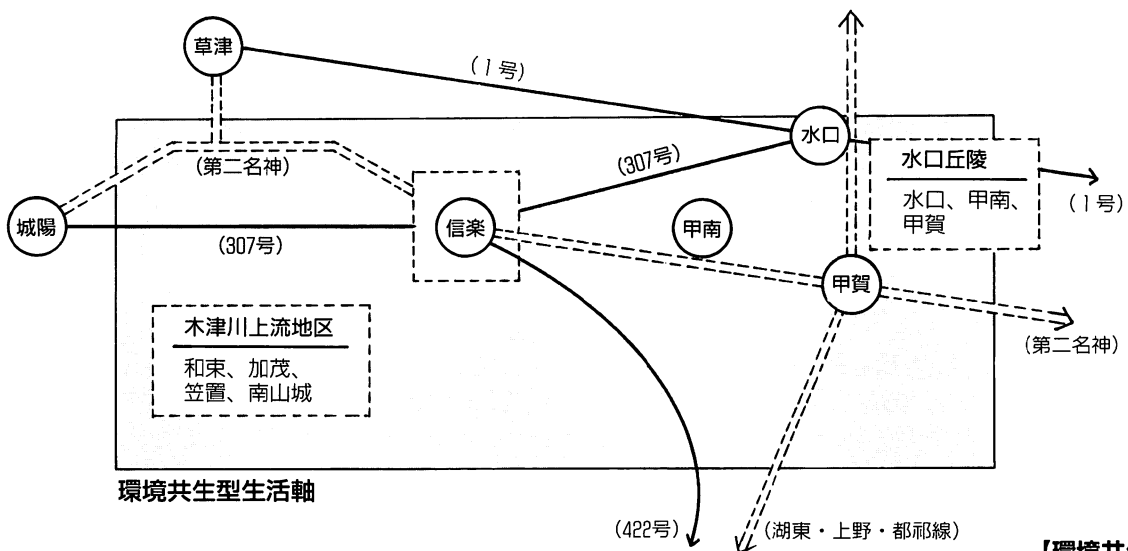 草津
(1号)
水口
(307号)
水口丘陵
水口、甲南、
甲賀
(1号)
(第二名神)
城陽
(307号)
信楽
甲南
甲賀
(第二名神)
木津川上流地区
和束、加茂、
笠置、南山城
環境共生型生活軸
(422号)
(湖東・上野・都祁線)
【環境共